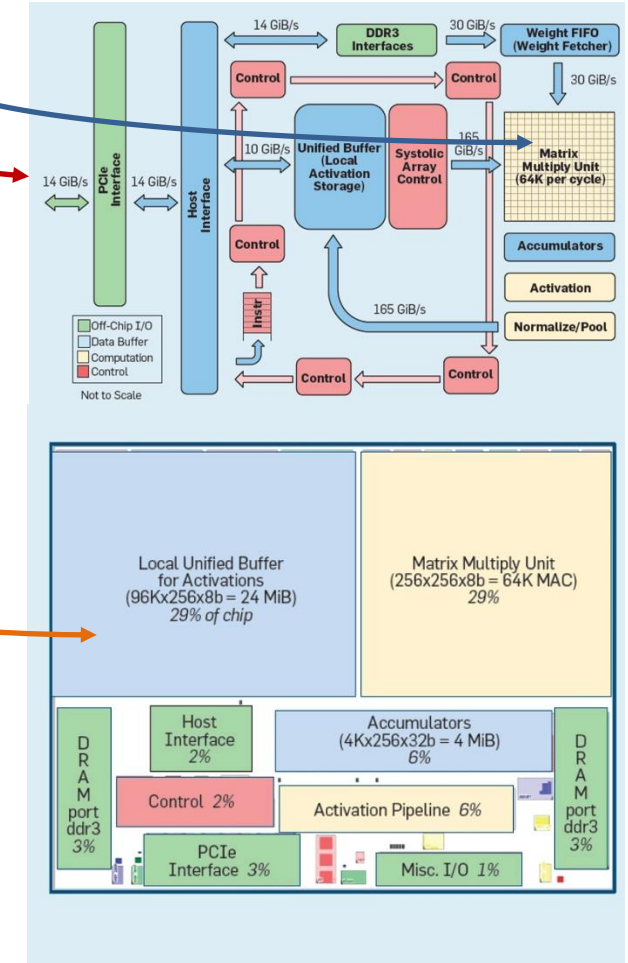 14 GiB/s
DDR3
Interfaces
30 GiB/s
Weight FIFO
(Weight Fetcher)
Control
Control
30 GiB/s
14 GiB/s
PCIe
Interface
14 GiB/s
Host
Interface
10 GiB/s
Unified Buffer
(Local
Activation
Storage)
Systolic
Array
Control
165
GiB/s
Matrix
Multiply Unit
(64K per cycle)
Control
Accumulators
Activation
Instr
165 GiB/s
Normalize/Pool
Off-Chip I/O
Data Buffer
Computation
Control
Not to Scale
Control
Control
Local Unified Buffer
for Activations
(96Kx256x8b = 24 MiB)
29% of chip
Matrix Multiply Unit
(256x256x8b = 64K MAC)
29%
D
R
A
M
port
ddr3
3%
Host
Interface
2%
Accumulators
(4Kx256x32b = 4 MiB)
6%
D
R
A
M
port
ddr3
3%
Control 2%
Activation Pipeline 6%
PCIe
Interface 3%
Misc. I/O 1%